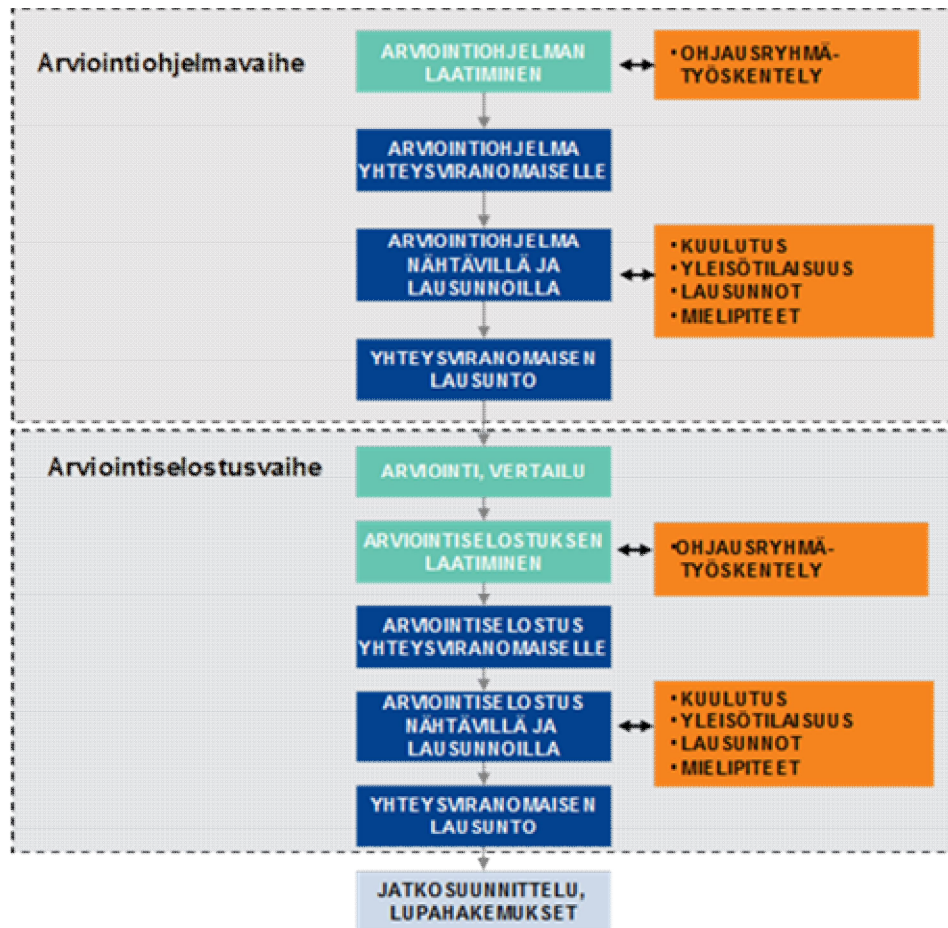 Arviointiohjelmavaihe
ARVIOINTIOHJELMAN
LAATIMINEN
• OHJAUSRYHMÄ-
TYÖSKENTELY
ARVIOINTIOHJELMA
YHTEYSVIRANOMAISELLE
ARVIOINTIOHJELMA
NÄHTÄVILLÄ JA
LAUSUNNOILLA
• KUULUTUS
• YLEISÖTILAISUUS
• LAUSUNNOT
• MIELIPITEET
YHTEYSVIRANOMAISEN
LAUSUNTO
Arviointiselostusvaihe
ARVIOINTI, VERTAILU
ARVIOINTISELOSTUKSEN
LAATIMINEN
•OHJAUSRYHMÄ-
TYÖSKENTELY
ARVIOINTISELOSTUS
YHTEYSVIRANOMAISELLE
ARVIOINTISELOSTUS
NÄHTÄVILLÄ JA
LAUSUNNOILLA
• KUULUTUS
• YLEISÖTILAISUUS
• LAUSUNNOT
• MIELIPITEET
YHTEYSVIRANOMAISEN
LAUSUNTO
JATKOSUUNNITTELU,
LUPAHAKEMUKSET